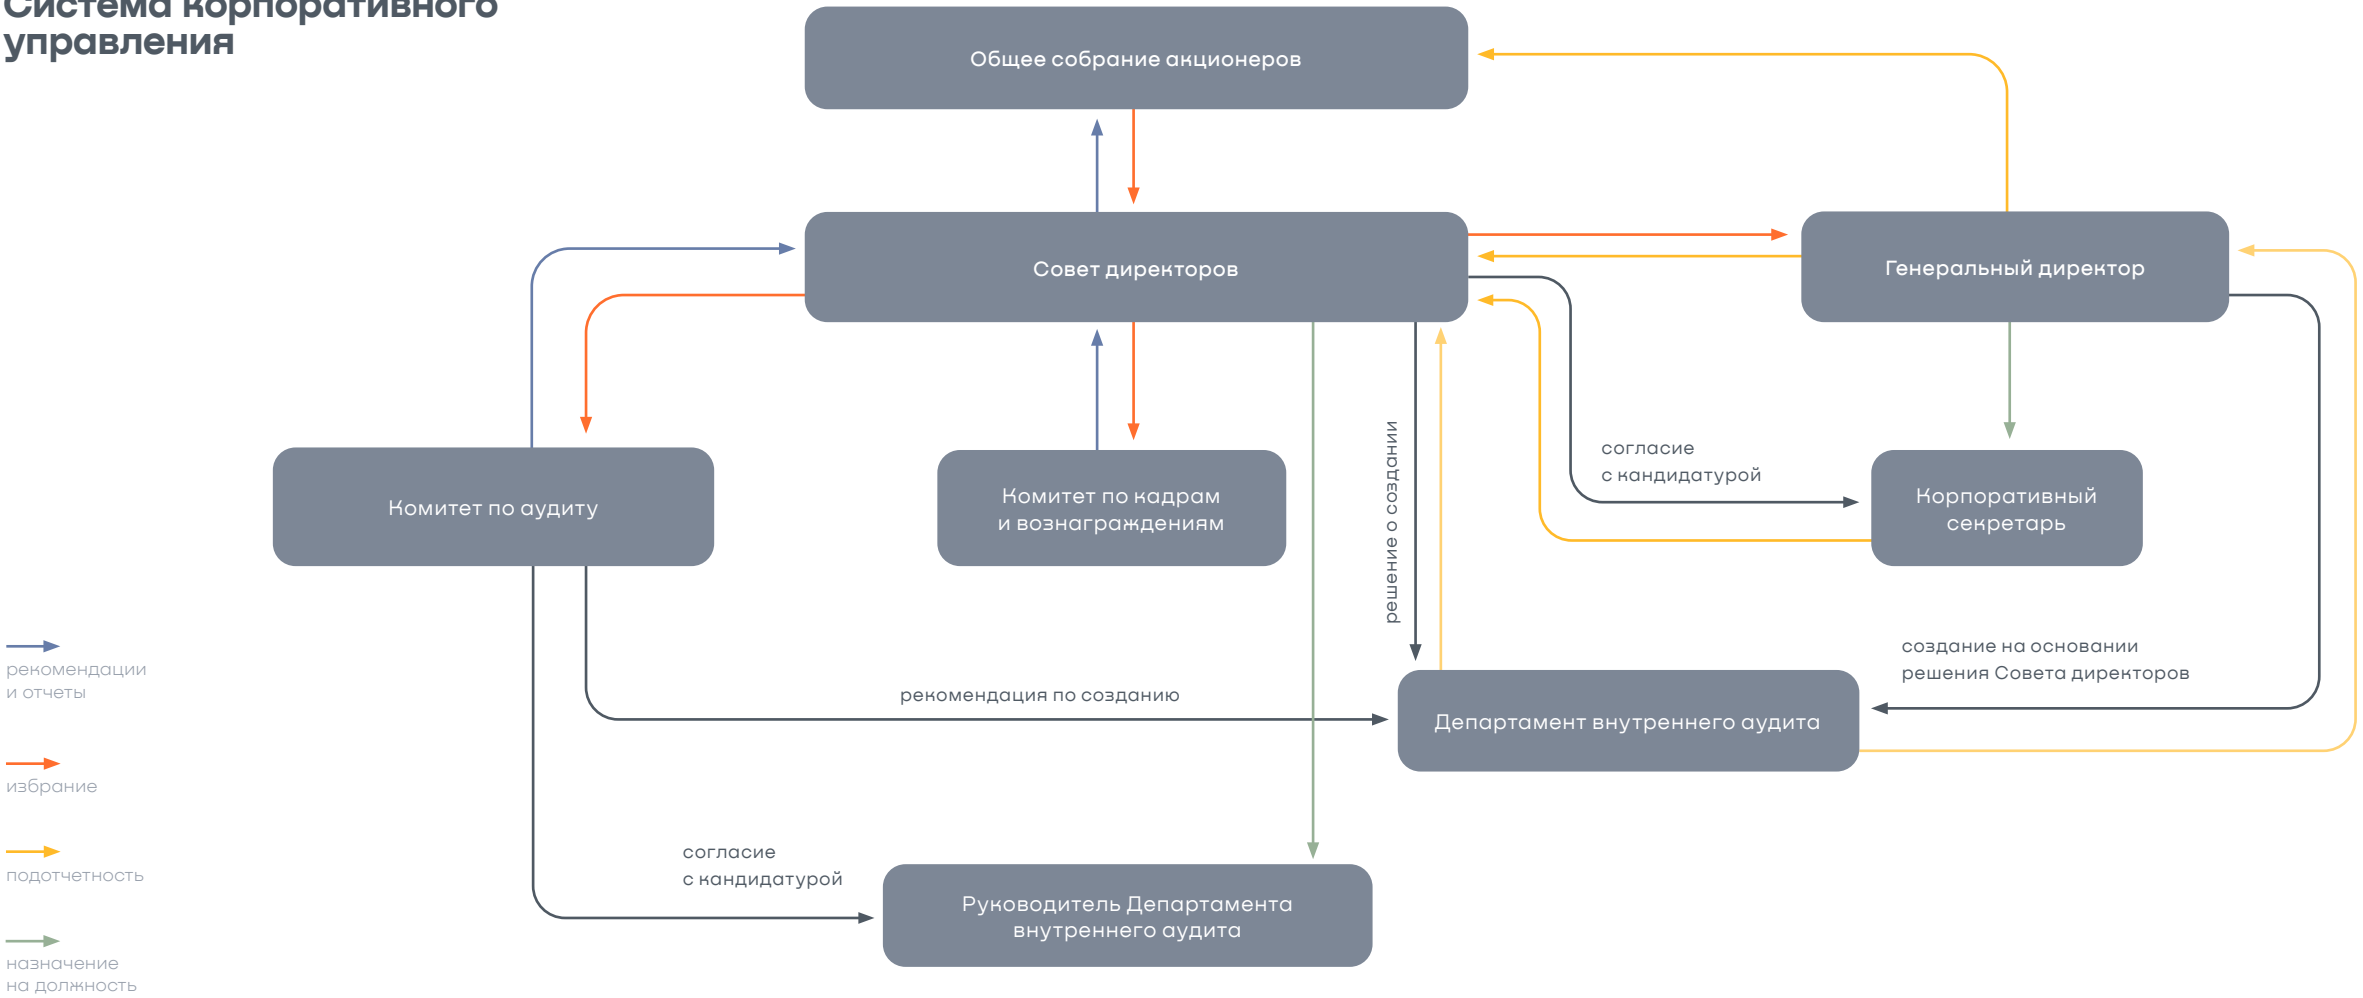 Система корпоративного
управления
Общее собрание акционеров
Совет директоров
Генеральный директор
Комитет по аудиту
Комитет по кадрам
и вознаграждениям
решение о создании
согласие
с кандидатурой
Корпоративный
секретарь
рекомендации
и отчеты
избрание
подотчетность
назначение
на должность
рекомендация по созданию
Департамент внутреннего аудита
создание на основании
решения Совета директоров
согласие
с кандидатурой
Руководитель Департамента
внутреннего аудита